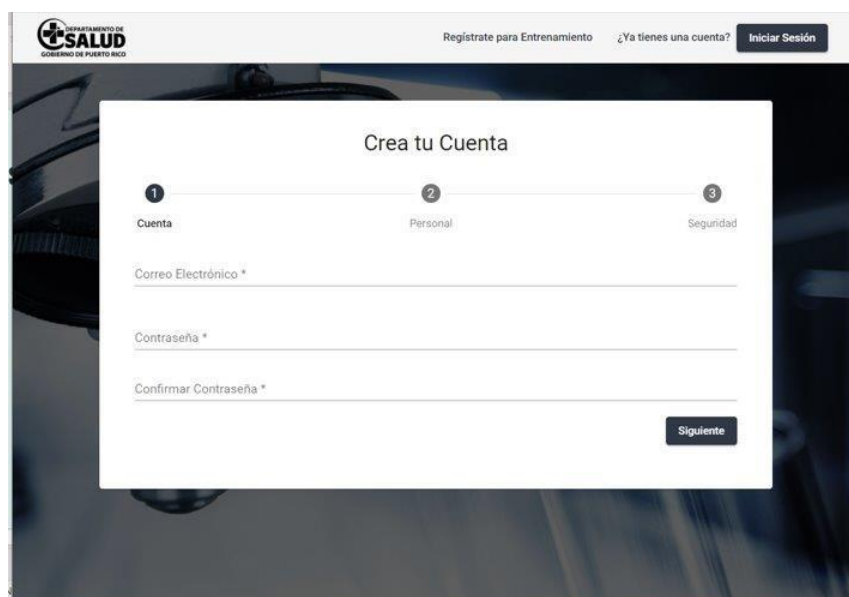 DEPARTAMENTO DE
SALUD
GOBIERNO DE PUERTO RICO
Regístrate para Entrenamiento
¿Ya tienes una cuenta?
Iniciar Sesión
Crea tu Cuenta
1
2
3
Cuenta
Personal
Seguridad
Correo Electrónico *
Contraseña *
Confirmar Contraseña *
Siguiente